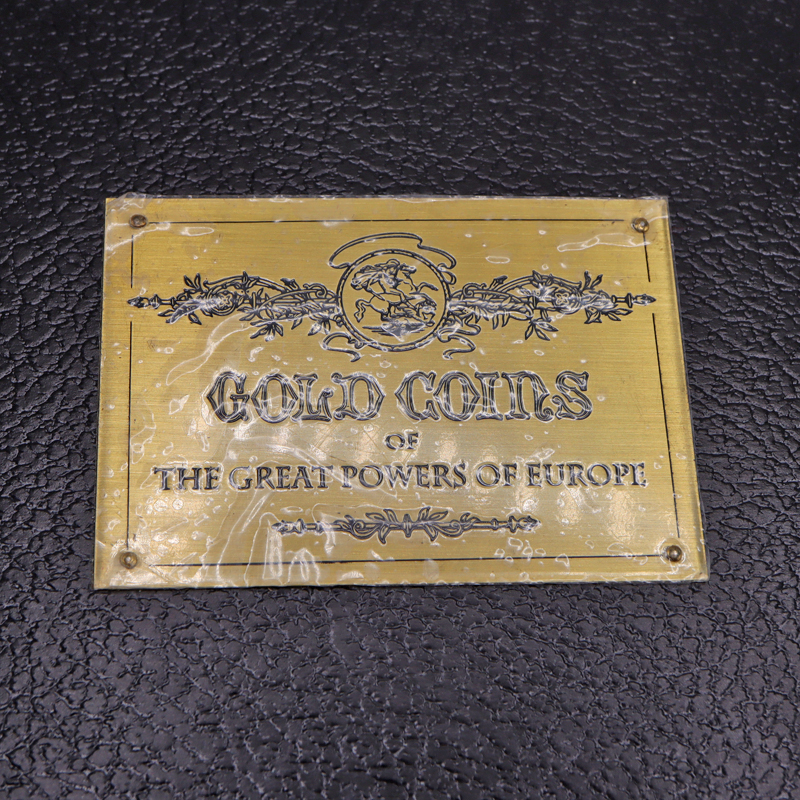 GOLD COINS
OF
THE GREAT POWERS OF EUROPE